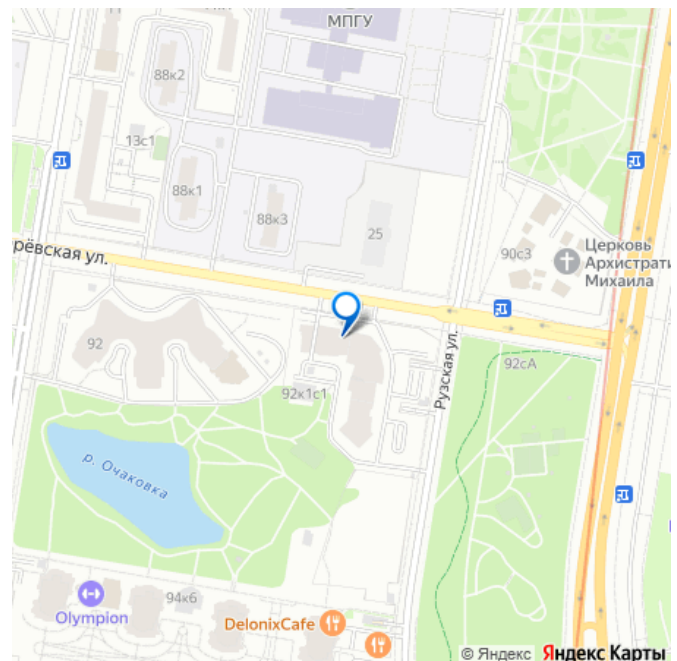 МПГУ
88к2
13с1
88к1
88к3
25
90с3
Церковь
Архистрати
Михаила
рёвская ул.
92
92к1с1
Рузская ул.
92сА
р. Очаковка
94к6
Olympion
DelonixCafe
© Яндекс Яндекс Карты